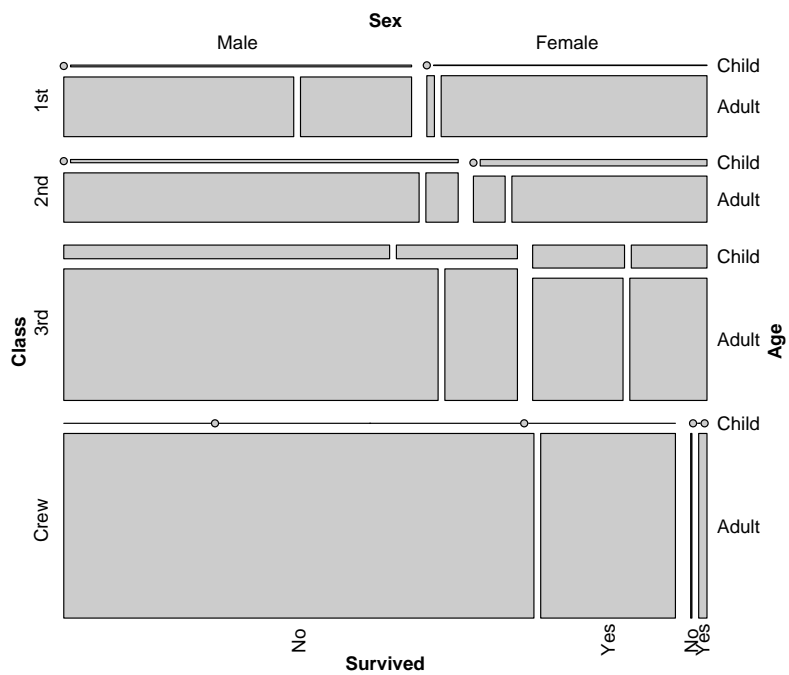 Sex
Male Female
1st
Child
Adult
2nd
Child
Adult
Class
3rd
Child
Adult
Age
Crew
Child
Adult
No Yes No Yes
Survived